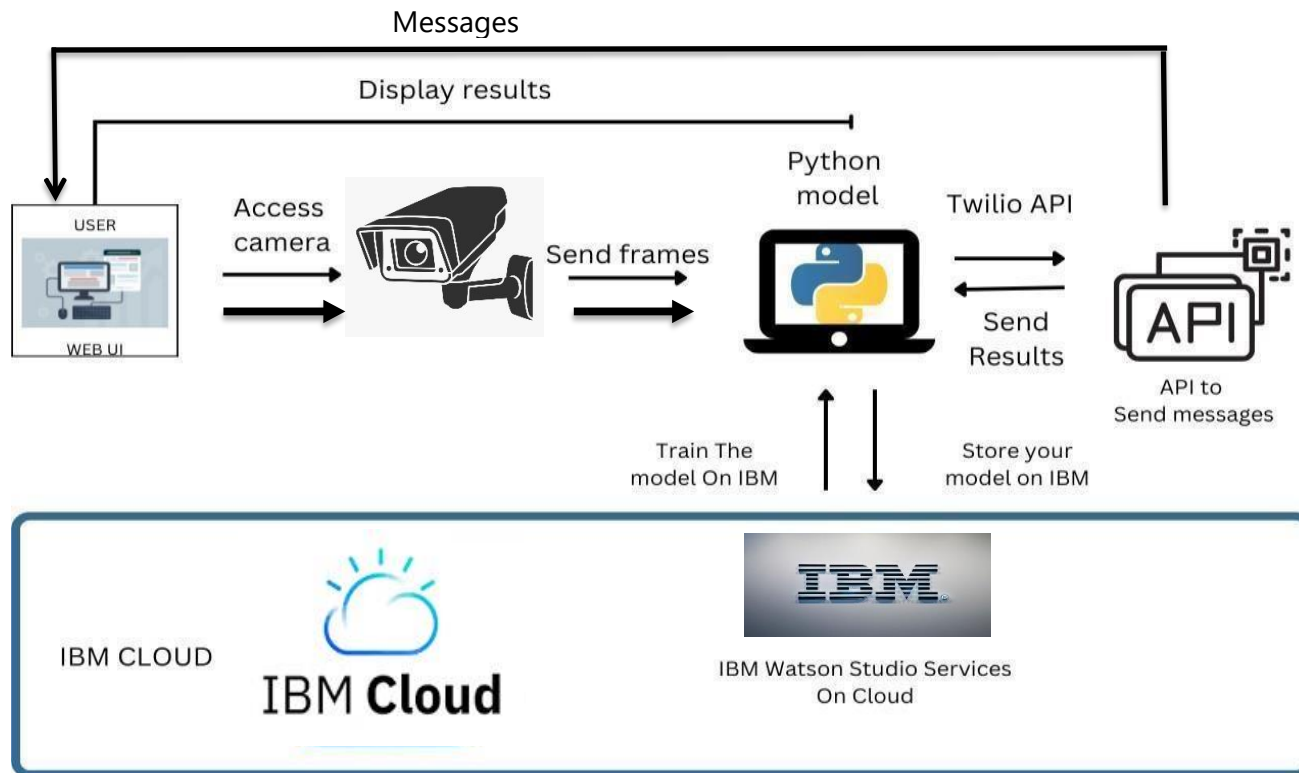 Messages
Display results
Python
model
Access
camera
Twilio API
USER
Send frames
WEB UI
Send
Results
API
API to
Send messages
Train The
model On IBM
Store your
model on IBM
IBM CLOUD
IBM Cloud
IBM
IBM Watson Studio Services
On Cloud